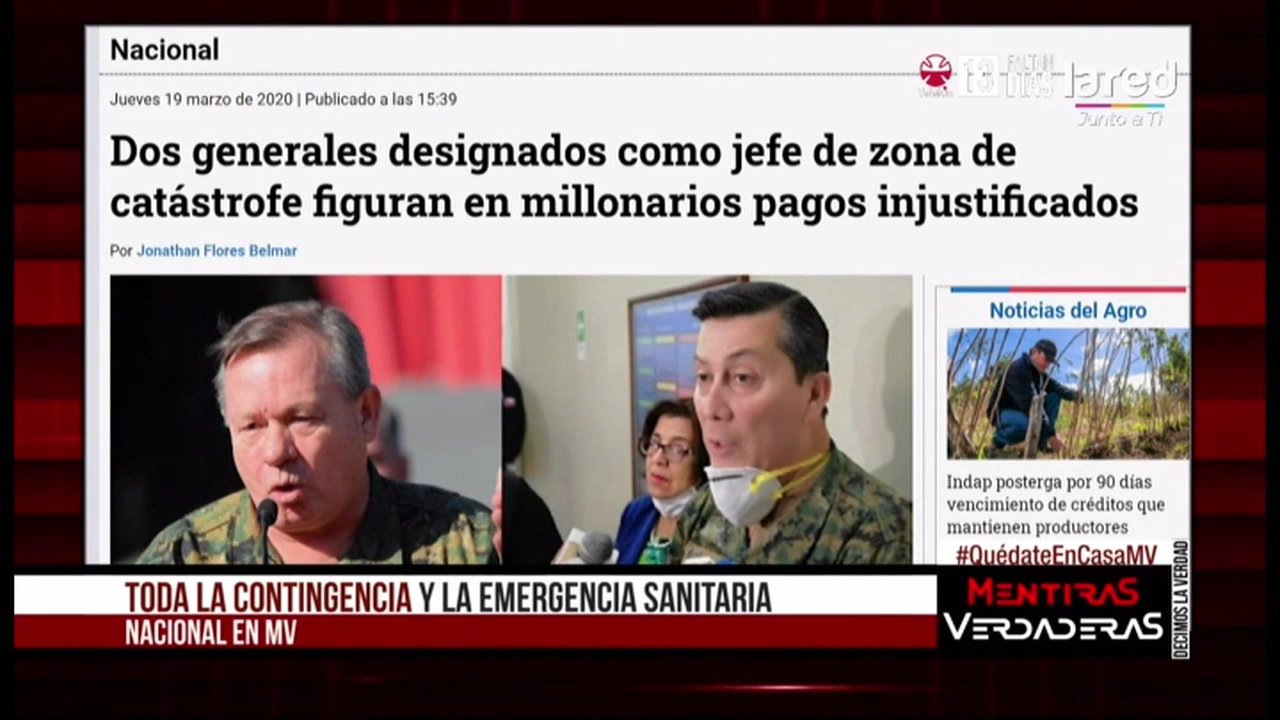 Nacional
Jueves 19 marzo de 2020 | Publicado a las 15:39
13 FALTAN DÍAS lared
Junto a Ti
Dos generales designados como jefe de zona de
catástrofe figuran en millonarios pagos injustificados
Por Jonathan Flores Belmar
Noticias del Agro
Indap posterga por 90 días
vencimiento de créditos que
mantienen productores
#QuédateEnCasaMV
TODA LA CONTINGENCIA Y LA EMERGENCIA SANITARIA
NACIONAL EN MV
MENTIRAS
VERDADERAS
DECIMOS LA VERDAD